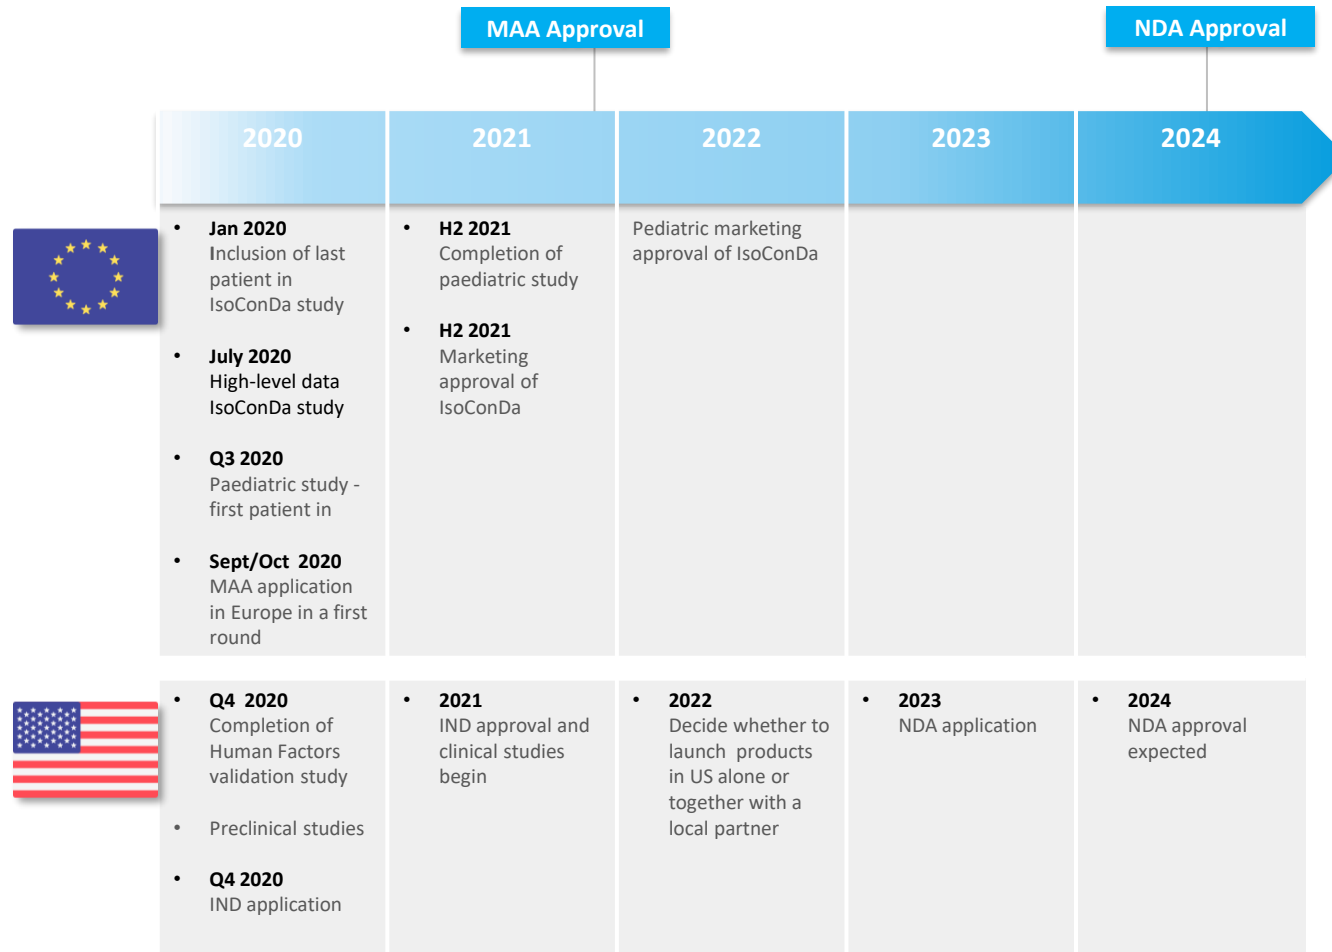 MAA Approval
NDA Approval
2020
2021
2022
2023
2024
• Jan 2020
Inclusion of last
patient in
IsoConDa study
• July 2020
High-level data
IsoConDa study
• Q3 2020
Paediatric study -
first patient in
• Sept/Oct  2020
MAA application
in Europe in a first
round
• H2 2021
Completion of
paediatric study
• H2 2021
Marketing
approval of
IsoConDa
Pediatric marketing
approval of IsoConDa
• Q4  2020
Completion of
Human Factors
validation study
• Preclinical studies
• Q4 2020
IND application
• 2021
IND approval and
clinical studies
begin
• 2022
Decide whether to
launch  products
in US alone or
together with a
local partner
• 2023
NDA application
• 2024
NDA approval
expected